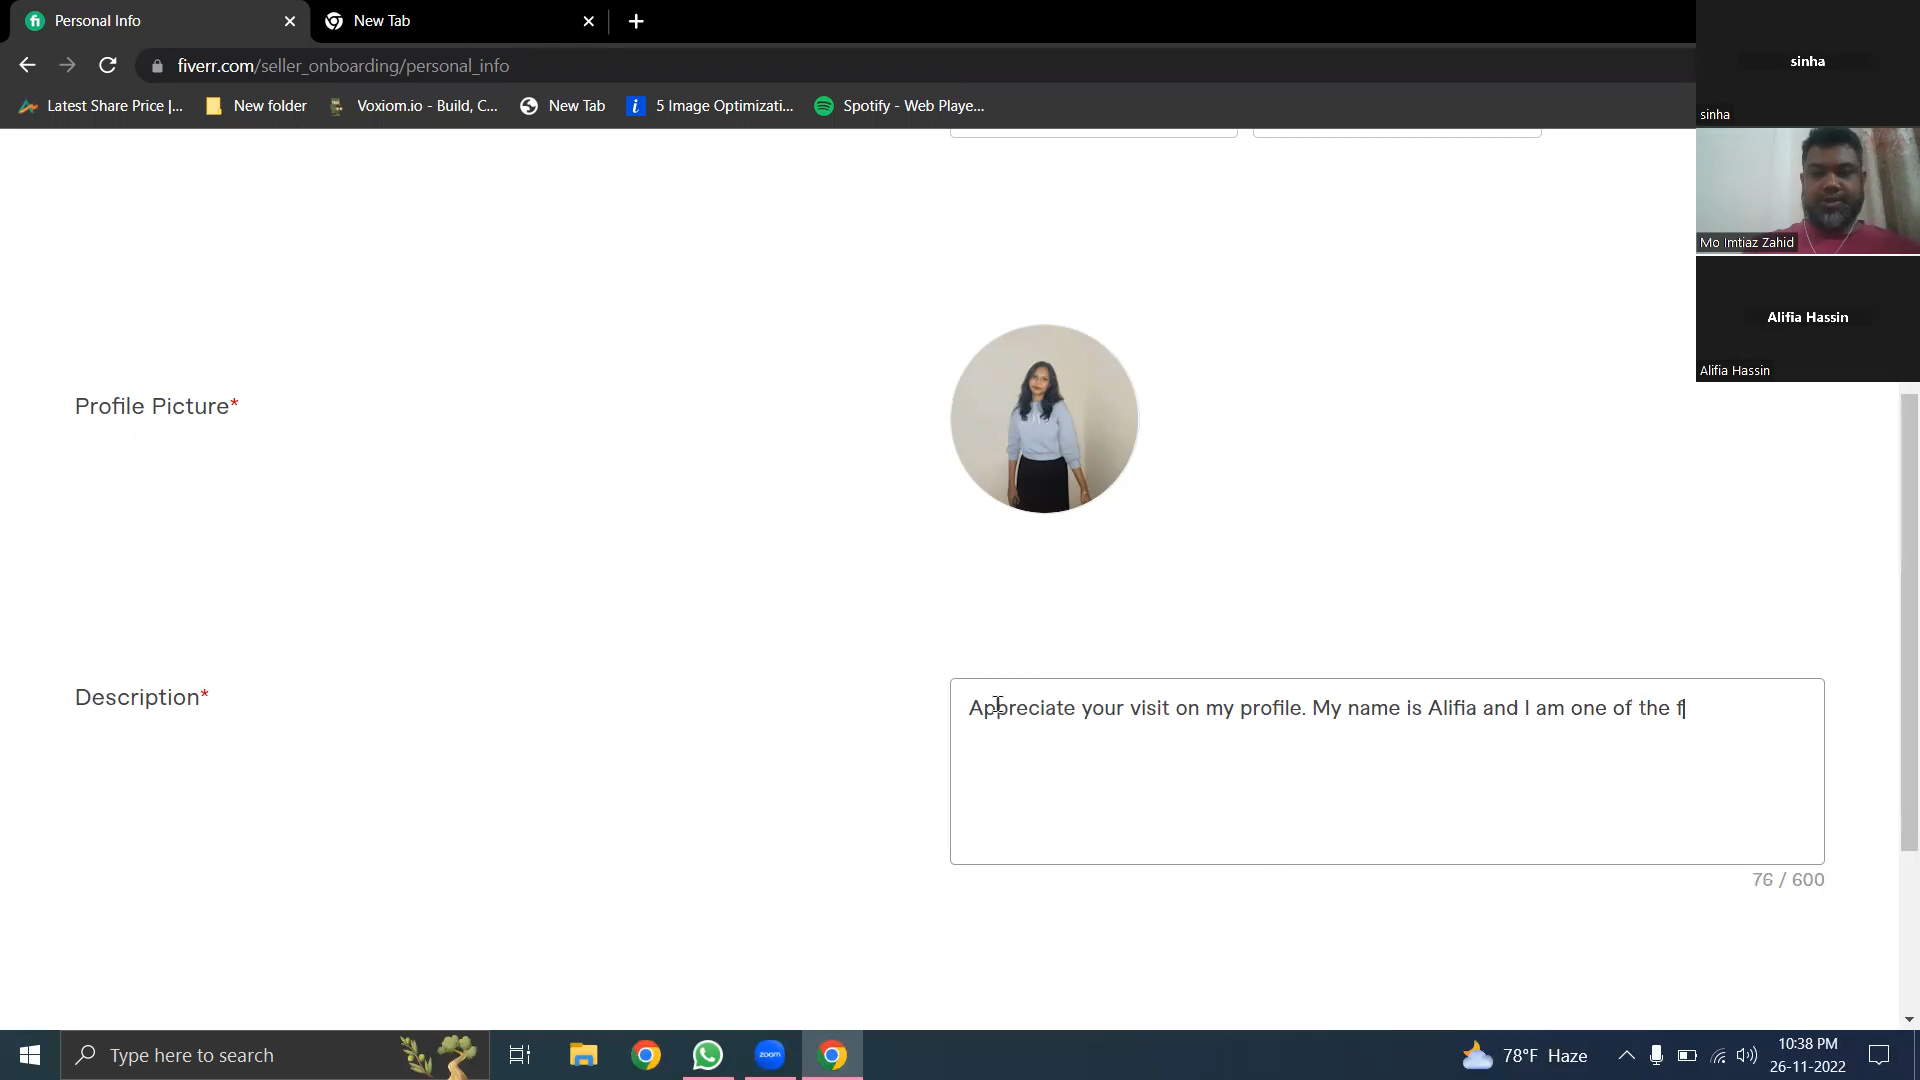 Personal Info
New Tab
fiverr.com/seller_onboarding/personal_info
Latest Share Price |...
New folder
Voxiom.io - Build, C...
New Tab
5 Image Optimizati...
Spotify - Web Playe...
sinha
sinha
Mo Imtiaz Zahid
Alifia Hassin
Alifia Hassin
Profile Picture*
Description*
Appreciate your visit on my profile. My name is Alifia and I am one of the f
76 / 600
Type here to search
zoom
78°F Haze
10:38 PM
26-11-2022